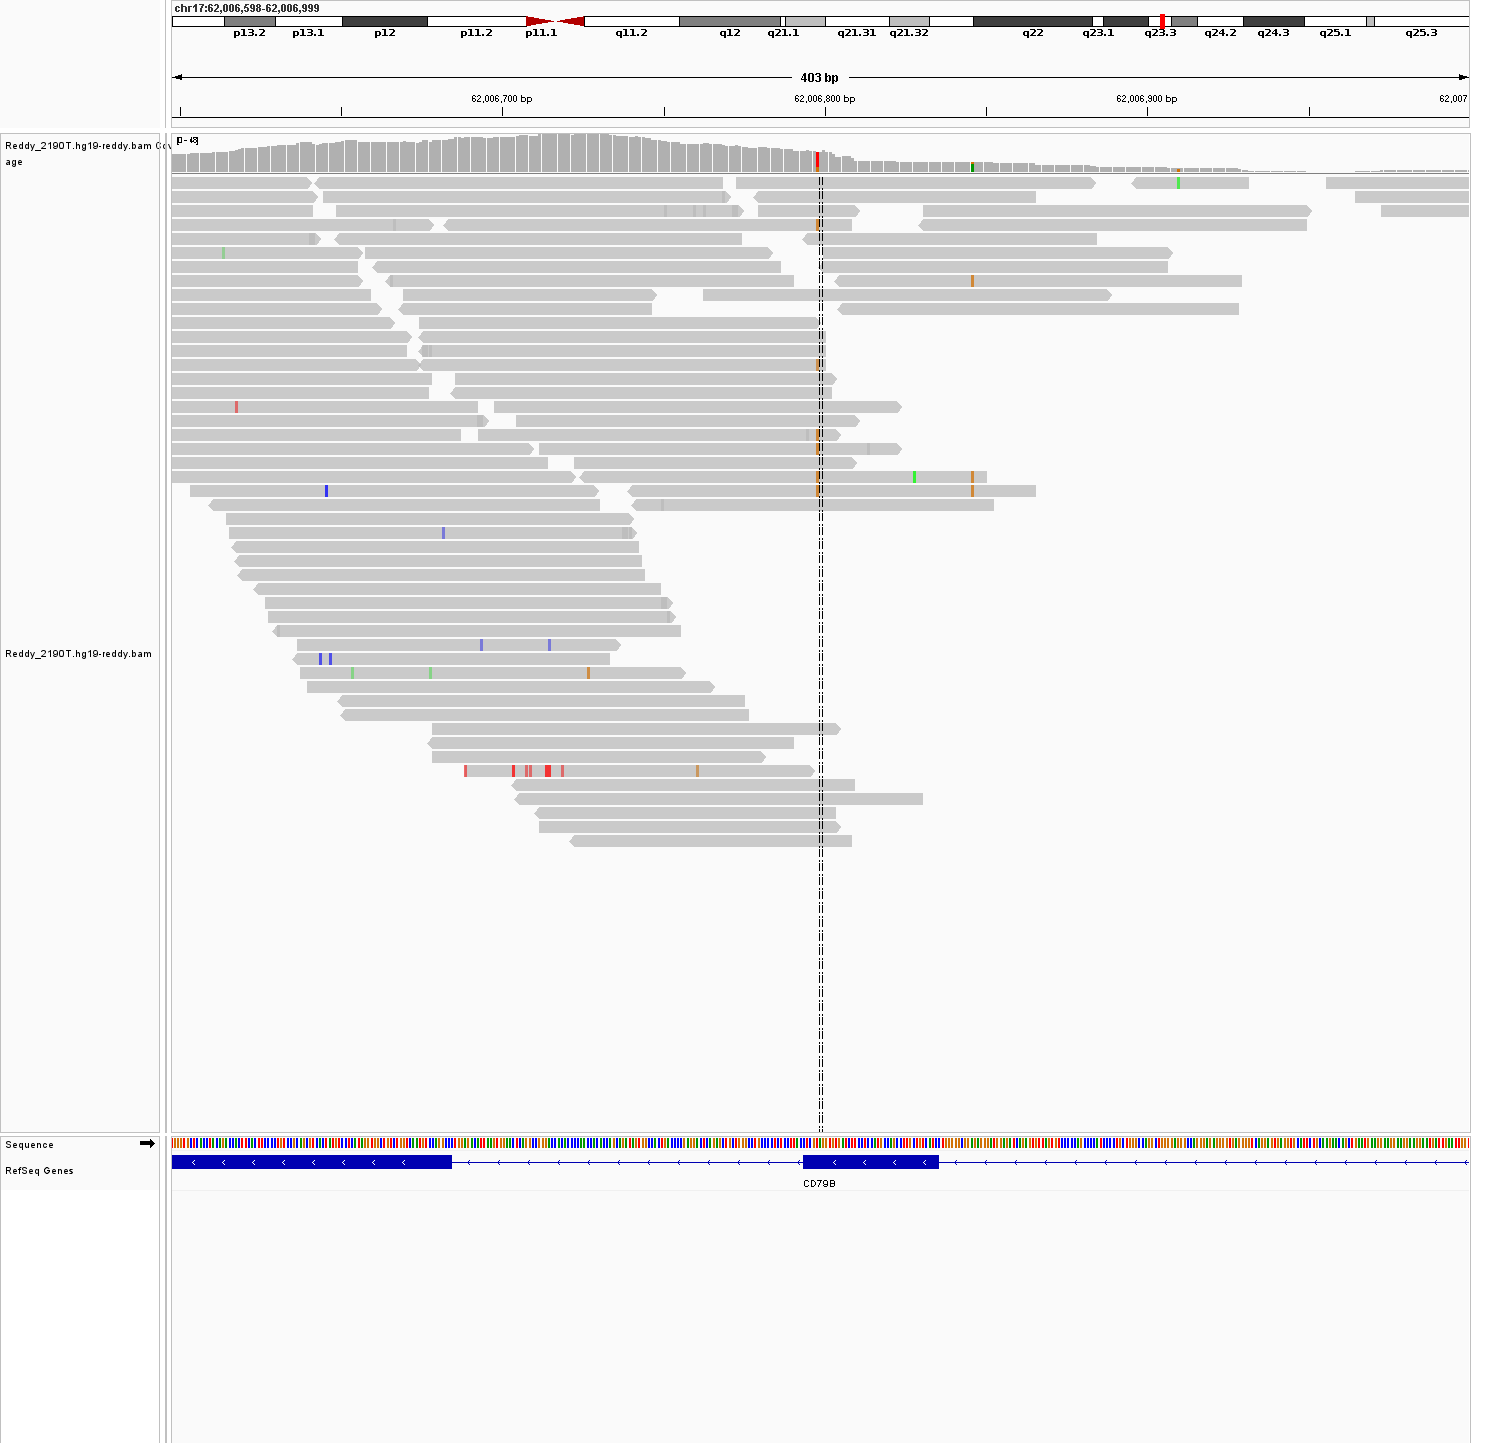 chr17:62,006,598-62,006,999
p13.2 p13.1 p12 p11.2 p11.1 q11.2 q12 q21.1 q21.31 q21.32 q22 q23.1 q23.3 q24.2 q24.3 q25.1 q25.3
403 bp
62,006,700 bp 62,006,800 bp 62,006,900 bp 62,007
Reddy_2190T.hg19-reddy.bam Cov
age
Reddy_2190T.hg19-reddy.bam
Sequence
RefSeq Genes
CD79B